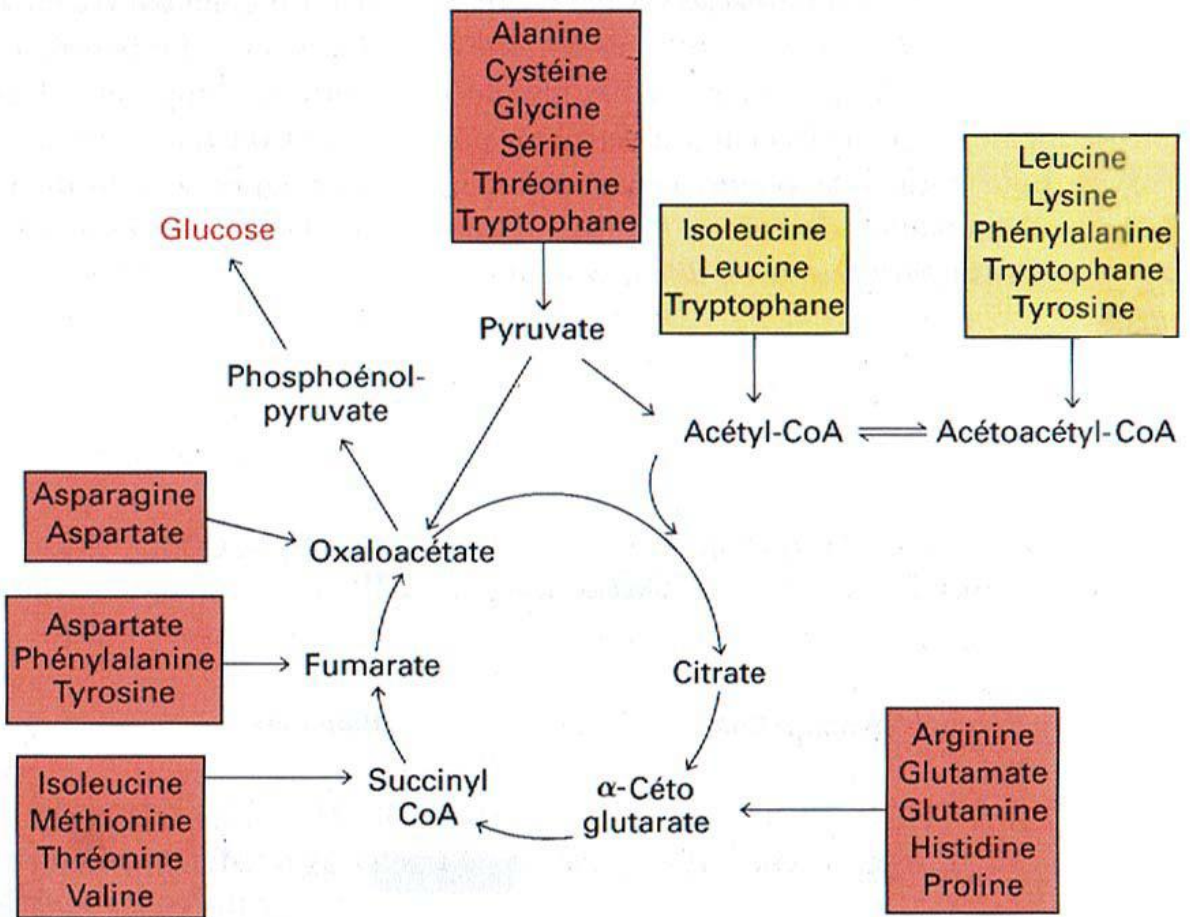 Alanine
Cystéine
Glycine
Sérine
Thréonine
Tryptophane
Leucine
Lysine
Phénylalanine
Tryptophane
Tyrosine
Isoleucine
Leucine
Tryptophane
Glucose
Pyruvate
Phosphoénol-
pyruvate
Acétyl-CoA
Acétoacétyl-CoA
Asparagine
Aspartate
Oxaloacétate
Aspartate
Phénylalanine
Tyrosine
Fumarate
Citrate
Isoleucine
Méthionine
Thréonine
Valine
Succinyl
CoA
α-Céto
glutarate
Arginine
Glutamate
Glutamine
Histidine
Proline